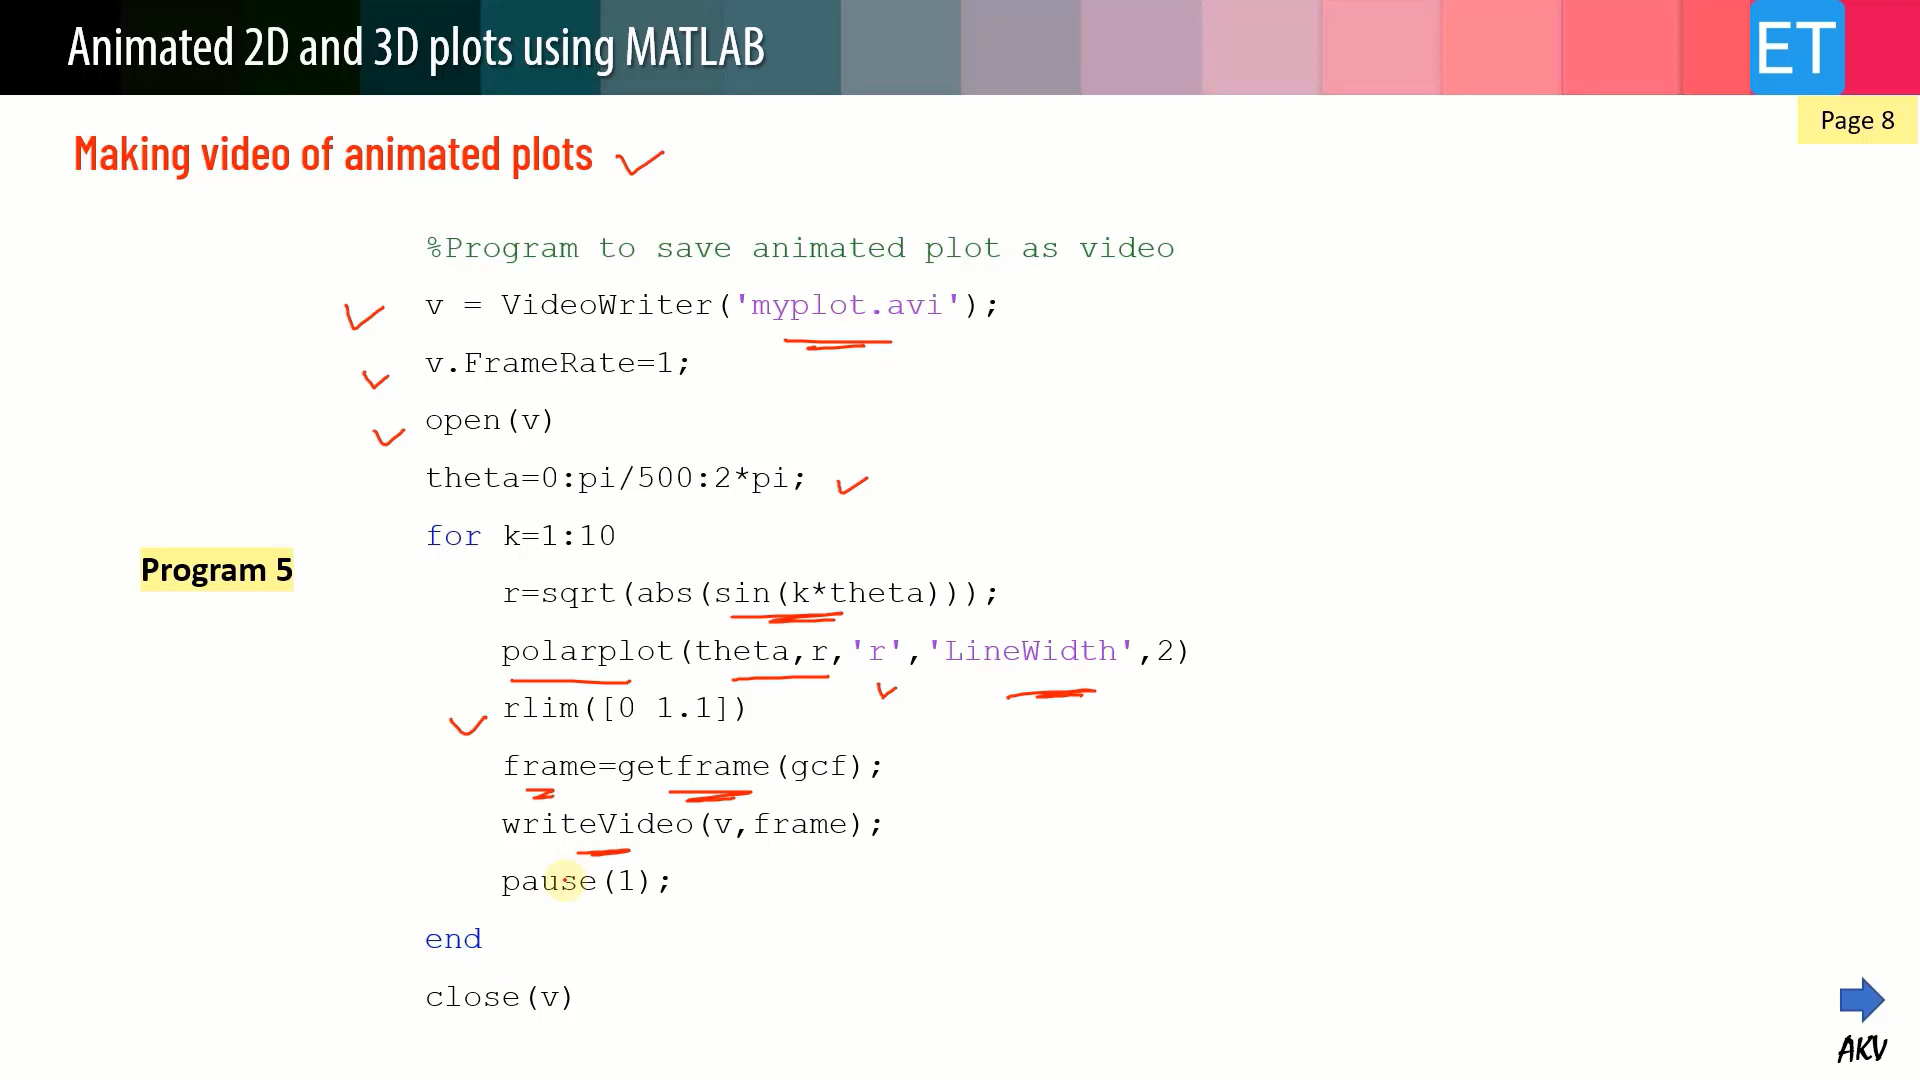 Animated 2D and 3D plots using MATLAB
ET
Page 8
Making video of animated plots
%Program to save animated plot as video
v = VideoWriter('myplot.avi');
v.FrameRate=1;
open(v)
theta=0:pi/500:2*pi;
for k=1:10
Program 5
r=sqrt(abs(sin(k*theta)));
polarplot(theta,r,'r','LineWidth',2)
rlim([0 1.1])
frame=getframe(gcf);
writeVideo(v,frame);
pause(1);
end
close(v)
AKV